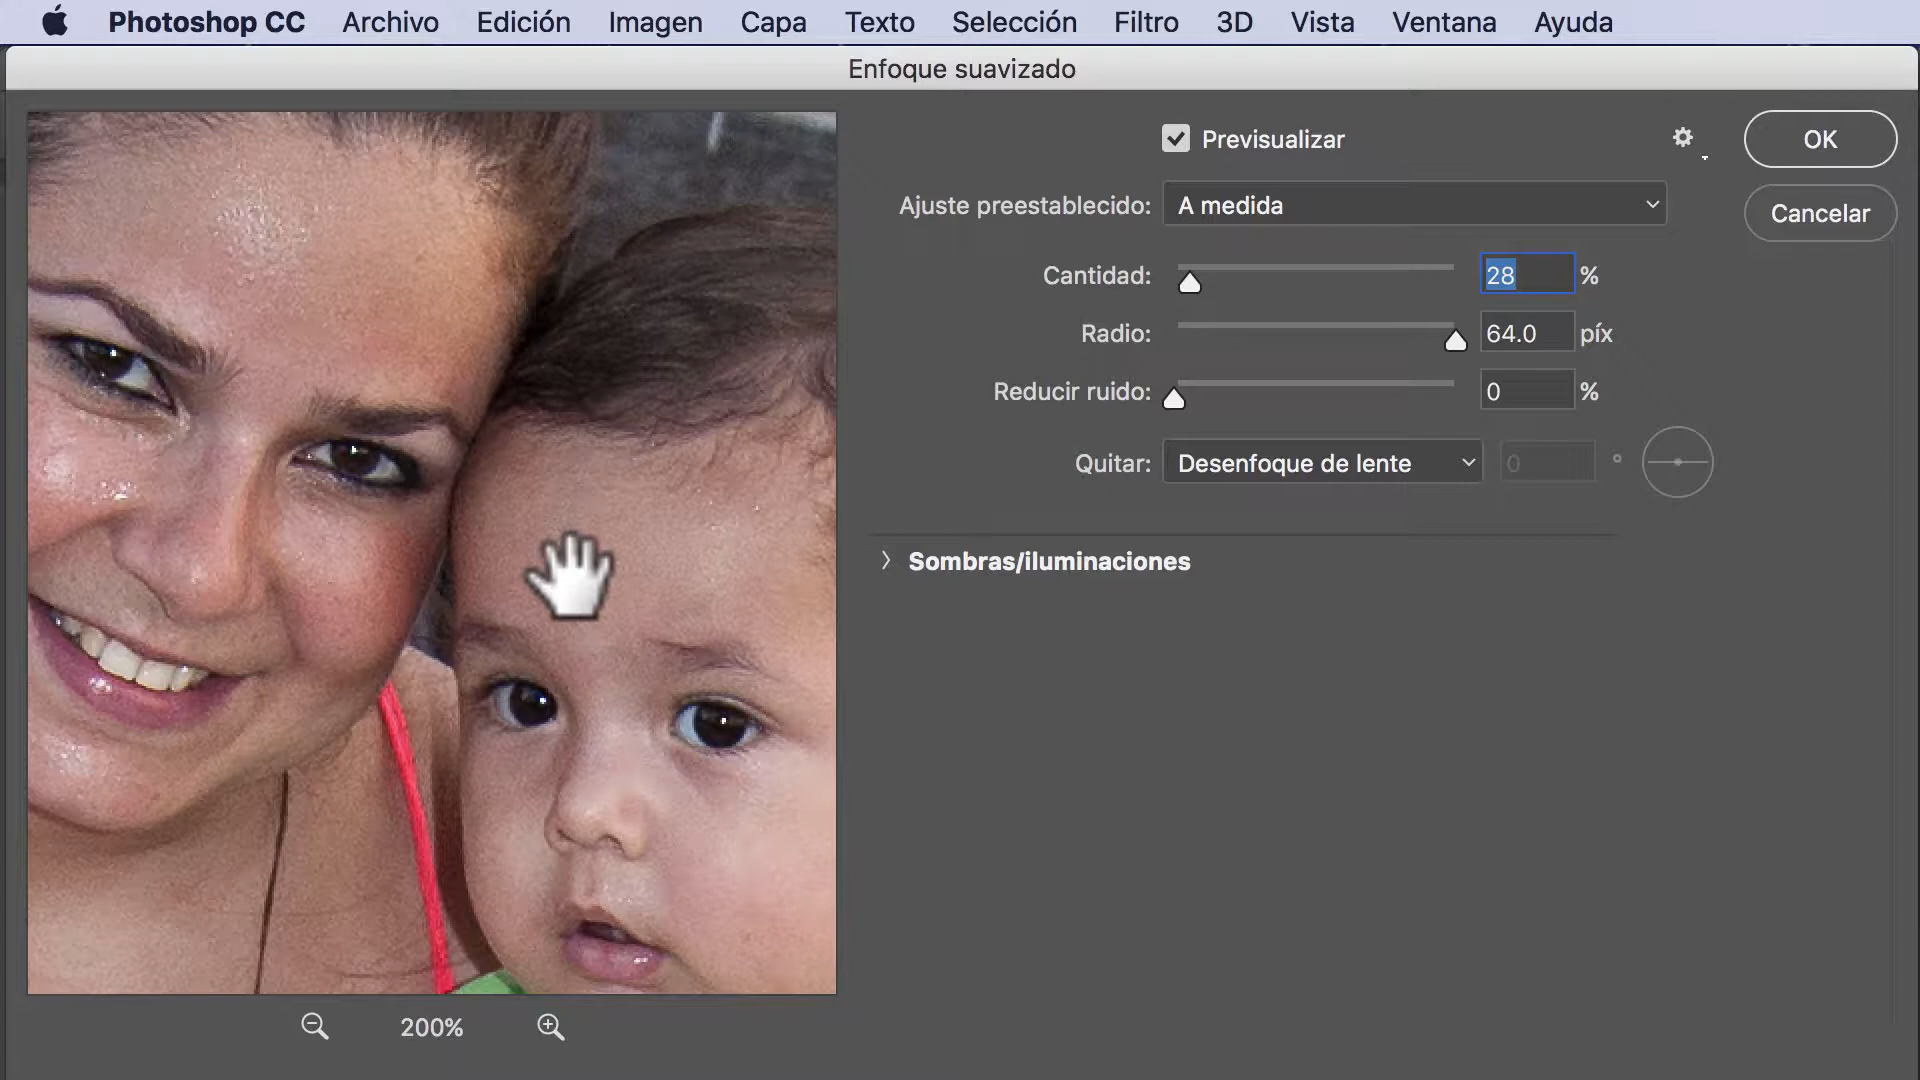 Photoshop CC Archivo Edición Imagen Capa Texto Selección Filtro 3D Vista Ventana Ayuda
Enfoque suavizado
Previsualizar
OK
Ajuste preestablecido: A medida
Cancelar
Cantidad: 28 %
Radio: 64.0 píx
Reducir ruido: 0 %
Quitar: Desenfoque de lente 0 °
Sombras/iluminaciones
200%